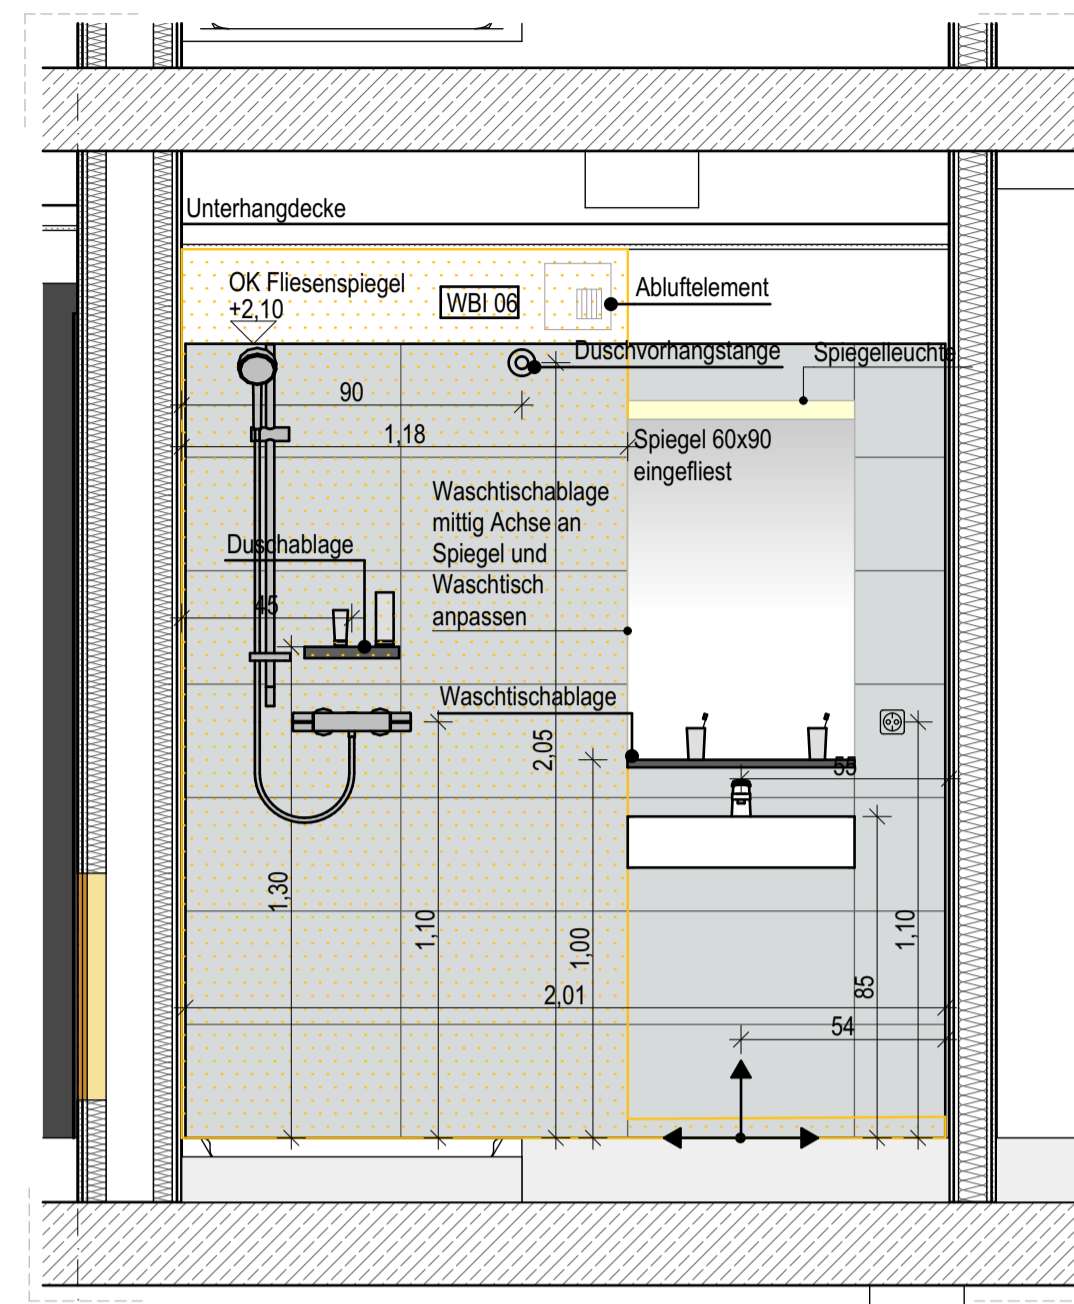 Unterhangdecke
OK Fliesenspiegel
+2,10
WBI 06
Abluftelement
Duschvorhangstange
Spiegelleuchte
90
1,18
Spiegel 60x90
eingefliest
Waschtischablage
mittig Achse an
Spiegel und
Waschtisch
anpassen
Duschablage
45
Waschtischablage
2,05
55
1,30
1,10
1,00
1,10
85
2,01
54